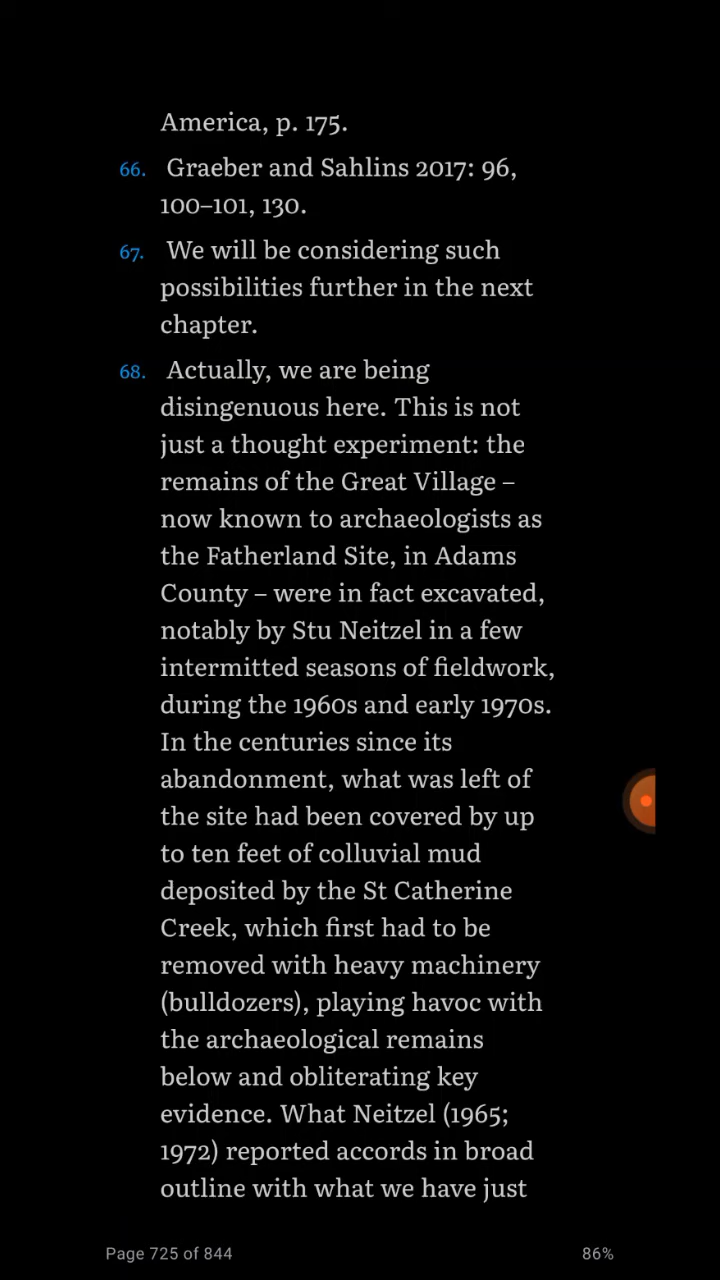 America, p. 175.
66. Graeber and Sahlins 2017: 96,
100–101, 130.
67. We will be considering such
possibilities further in the next
chapter.
68. Actually, we are being
disingenuous here. This is not
just a thought experiment: the
remains of the Great Village –
now known to archaeologists as
the Fatherland Site, in Adams
County – were in fact excavated,
notably by Stu Neitzel in a few
intermitted seasons of fieldwork,
during the 1960s and early 1970s.
In the centuries since its
abandonment, what was left of
the site had been covered by up
to ten feet of colluvial mud
deposited by the St Catherine
Creek, which first had to be
removed with heavy machinery
(bulldozers), playing havoc with
the archaeological remains
below and obliterating key
evidence. What Neitzel (1965;
1972) reported accords in broad
outline with what we have just
Page 725 of 844 86%